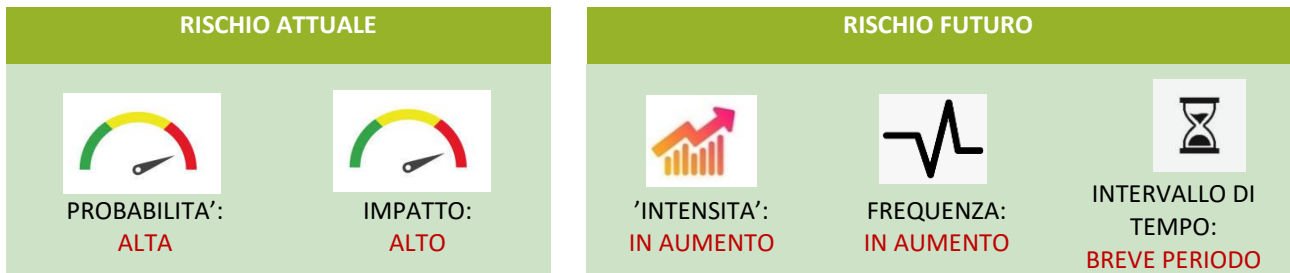 RISCHIO ATTUALE
PROBABILITA’:
ALTA
IMPATTO:
ALTO
RISCHIO FUTURO
’INTENSITA’:
IN AUMENTO
FREQUENZA:
IN AUMENTO
INTERVALLO DI
TEMPO:
BREVE PERIODO